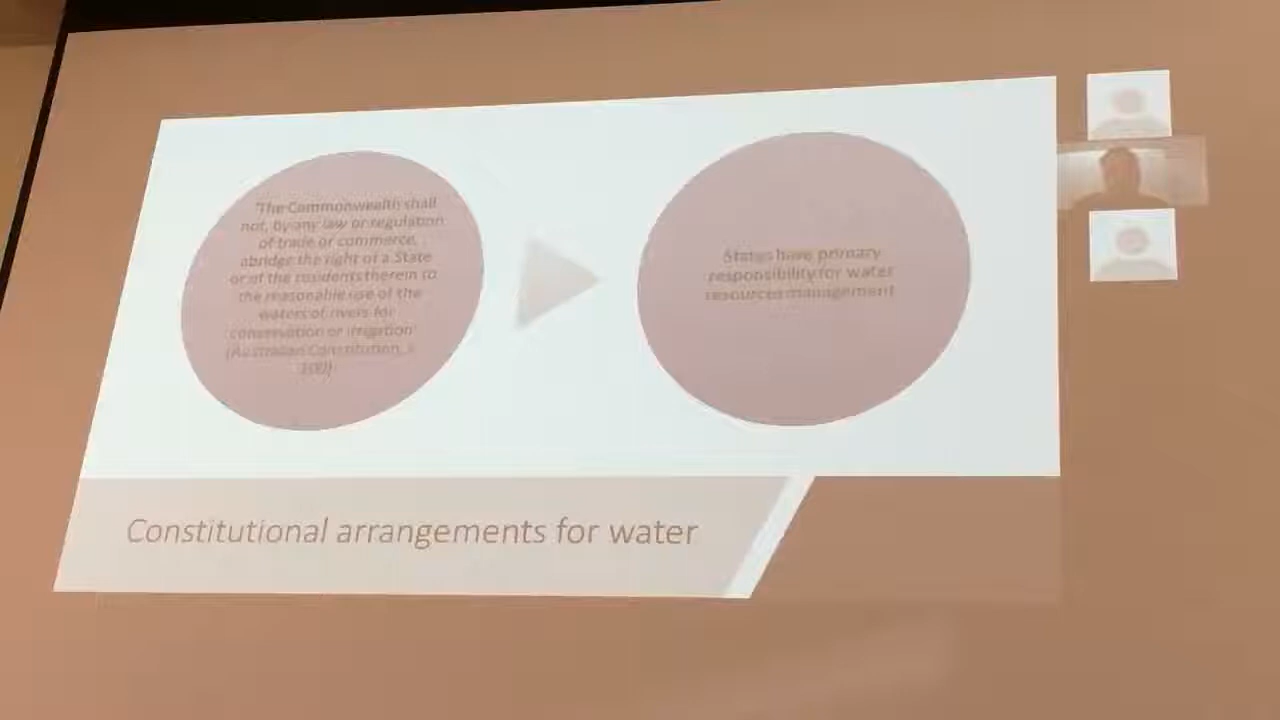 'The Commonwealth shall
not, by any law or regulation
of trade or commerce,
abridge the right of a State
or of the residents therein to
the reasonable use of the
waters of rivers for
conservation or irrigation'
(Australian Constitution, s
100)
States have primary
responsibility for water
resources management
Constitutional arrangements for water